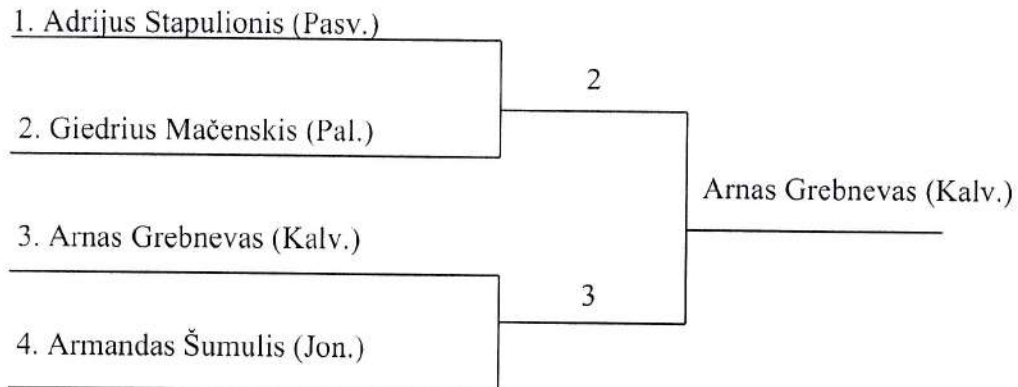 1. Adrijus Stapulionis (Pasv.)
2
2. Giedrius Mačenskis (Pal.)
Arnas Grebnevas (Kalv.)
3. Arnas Grebnevas (Kalv.)
3
4. Armandas Šumulis (Jon.)